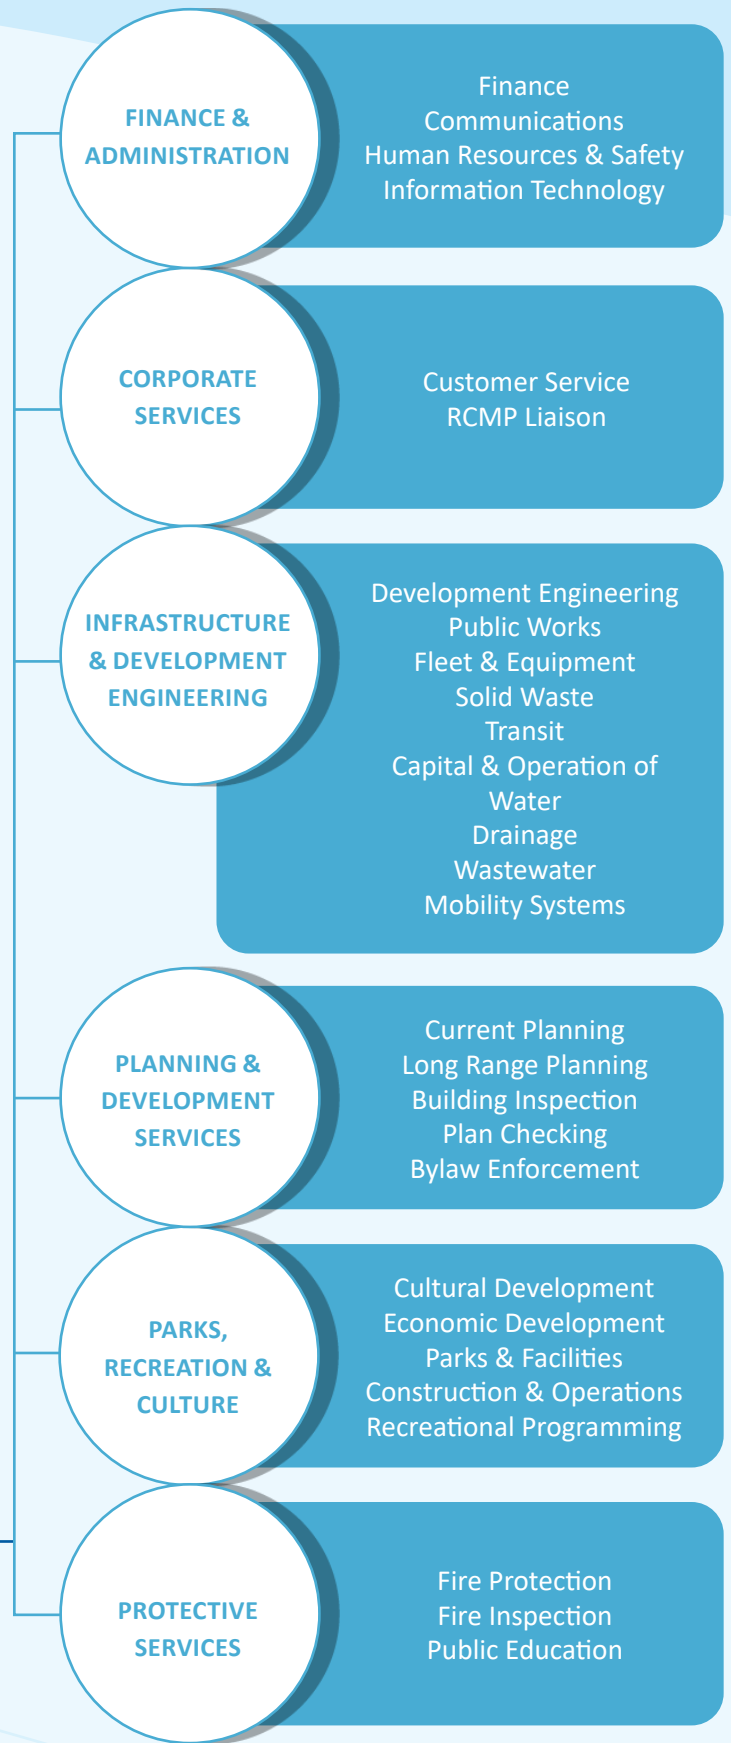 FINANCE &
ADMINISTRATION
Finance
Communications
Human Resources & Safety
Information Technology
CORPORATE
SERVICES
Customer Service
RCMP Liaison
INFRASTRUCTURE
& DEVELOPMENT
ENGINEERING
Development Engineering
Public Works
Fleet & Equipment
Solid Waste
Transit
Capital & Operation of
Water
Drainage
Wastewater
Mobility Systems
PLANNING &
DEVELOPMENT
SERVICES
Current Planning
Long Range Planning
Building Inspection
Plan Checking
Bylaw Enforcement
PARKS,
RECREATION &
CULTURE
Cultural Development
Economic Development
Parks & Facilities
Construction & Operations
Recreational Programming
PROTECTIVE
SERVICES
Fire Protection
Fire Inspection
Public Education